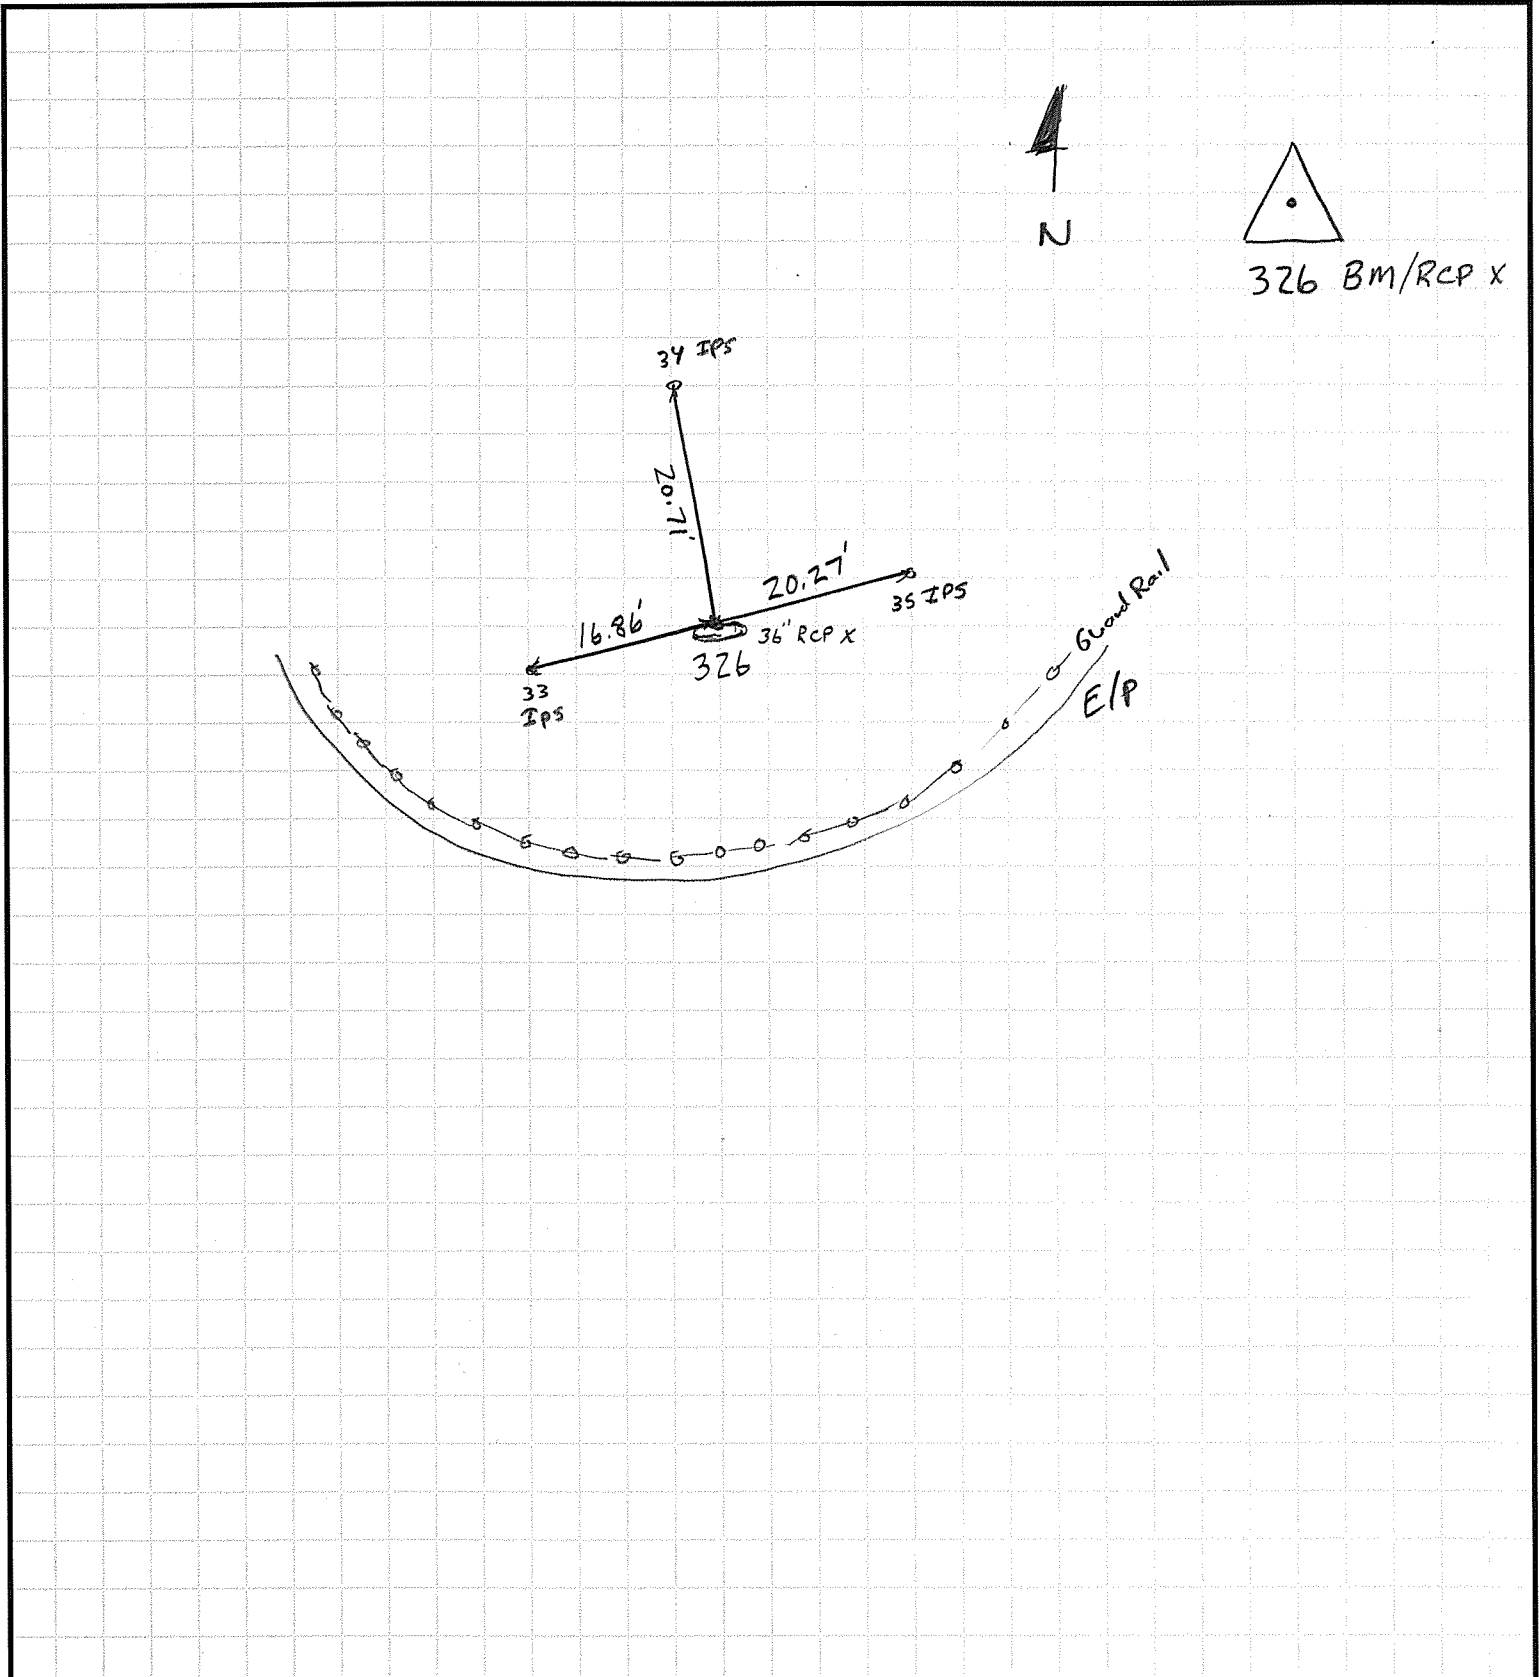 N
326 BM/RCP X
34 IPS
20.71'
20.27'
35 IPS
16.86'
36" RCP X
326
33
IPS
Guard Rail
E/P